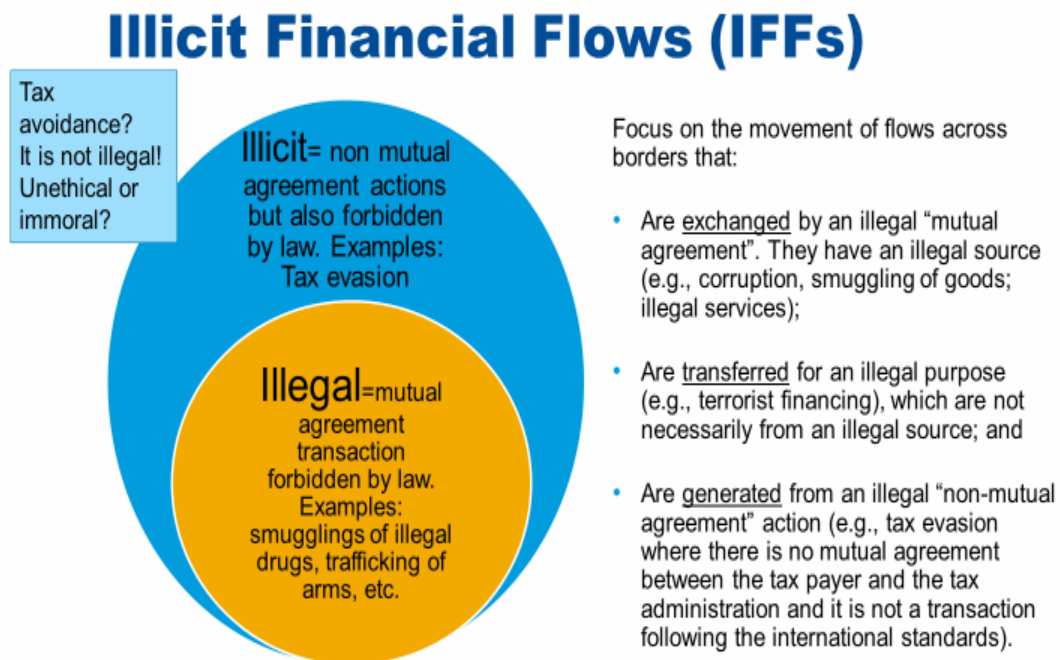 Illicit Financial Flows (IFFs)
Tax
avoidance?
It is not illegal!
Unethical or
immoral?
Illicit= non mutual
agreement actions
but also forbidden
by law. Examples:
Tax evasion
Illegal=mutual
agreement
transaction
forbidden by law.
Examples:
smugglings of illegal
drugs, trafficking of
arms, etc.
Focus on the movement of flows across
borders that:
• Are exchanged by an illegal “mutual
agreement”. They have an illegal source
(e.g., corruption, smuggling of goods;
illegal services);
• Are transferred for an illegal purpose
(e.g., terrorist financing), which are not
necessarily from an illegal source; and
• Are generated from an illegal “non-mutual
agreement” action (e.g., tax evasion
where there is no mutual agreement
between the tax payer and the tax
administration and it is not a transaction
following the international standards).